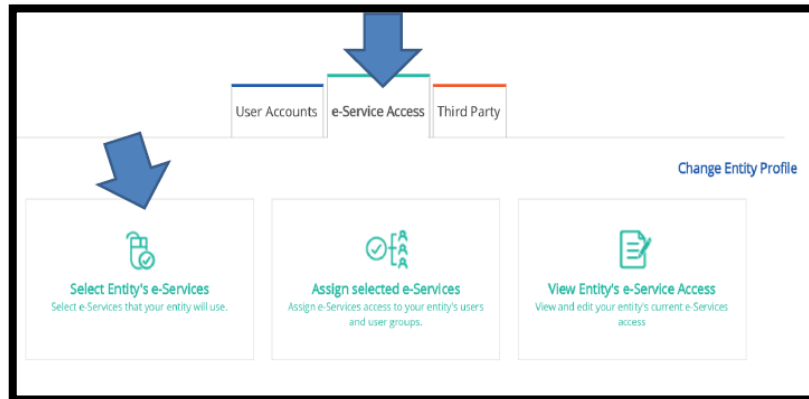 User Accounts
e-Service Access
Third Party
Change Entity Profile
Select Entity's e-Services
Select e-Services that your entity will use.
Assign selected e-Services
Assign e-Services access to your entity's users
and user groups.
View Entity's e-Service Access
View and edit your entity's current e-Services
access